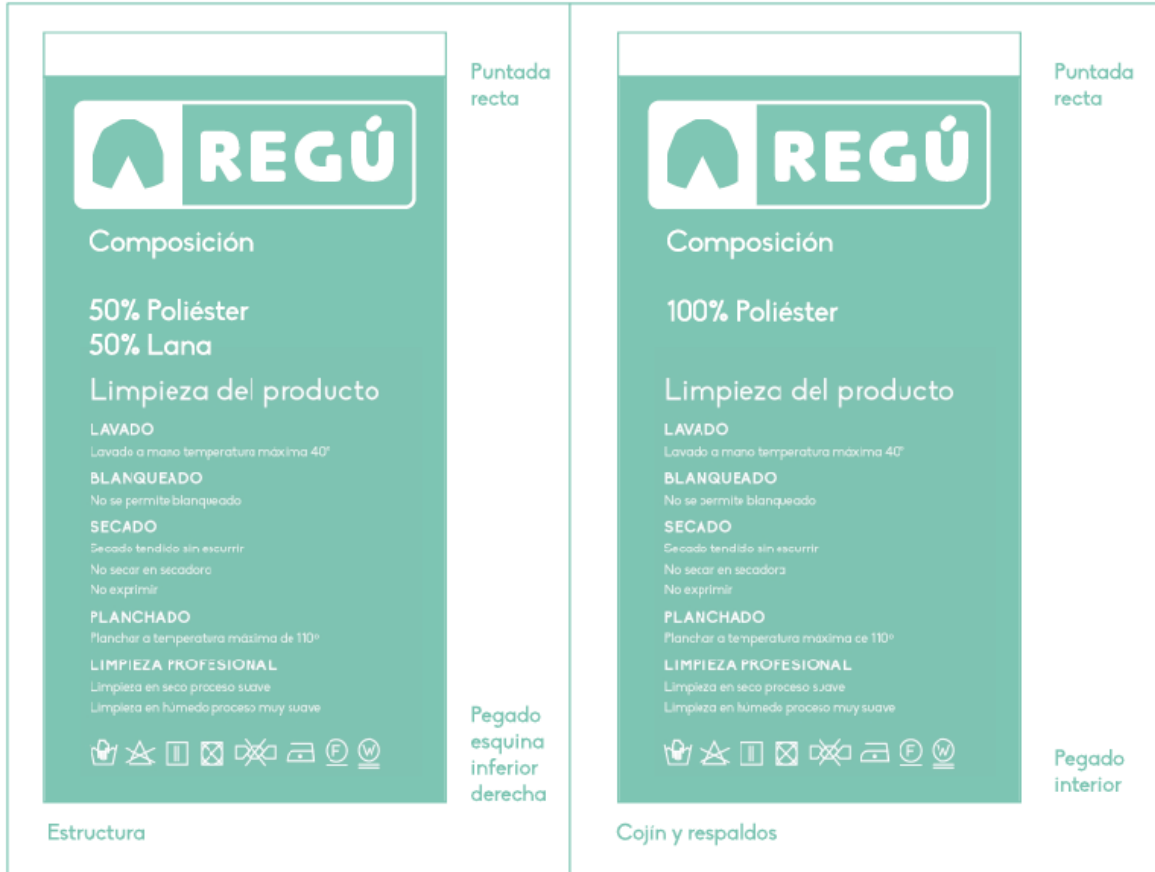 Puntada
recta
REGÚ
Composición
50% Poliéster
50% Lana
Limpieza del producto
LAVADO
Lavado a mano temperatura máxima 40°
BLANQUEADO
No se permite blanqueado
SECADO
Secado tendido sin escurrir
No secar en secadora
No exprimir
PLANCHADO
Planchar a temperatura máxima de 110º
LIMPIEZA PROFESIONAL
Limpieza en seco proceso suave
Limpieza en húmedo proceso muy suave
F
W
Pegado
esquina
inferior
derecha
Estructura
Puntada
recta
REGÚ
Composición
100% Poliéster
Limpieza del producto
LAVADO
Lavado a mano temperatura máxima 40°
BLANQUEADO
No se permite blanqueado
SECADO
Secado tendido sin escurrir
No secar en secadora
No exprimir
PLANCHADO
Planchar a temperatura máxima de 110º
LIMPIEZA PROFESIONAL
Limpieza en seco proceso suave
Limpieza en húmedo proceso muy suave
F
W
Pegado
interior
Cojín y respaldos